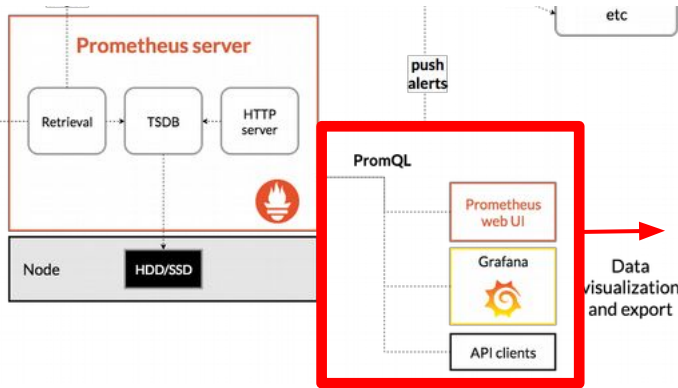 etc
Prometheus server
push
alerts
Retrieval
TSDB
HTTP
server
PromQL
Prometheus
web UI
Node
HDD/SSD
Grafana
Data
visualization
and export
API clients